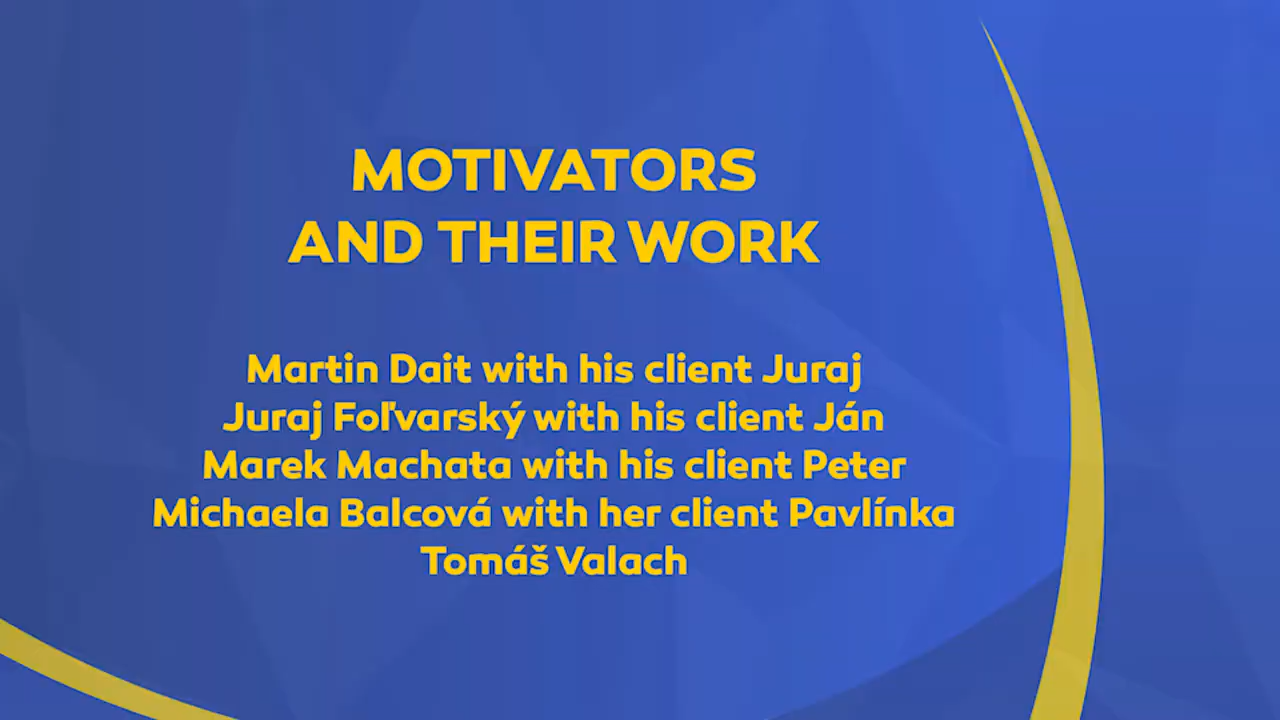 MOTIVATORS
AND THEIR WORK
Martin Dait with his client Juraj
Juraj Foľvarský with his client Ján
Marek Machata with his client Peter
Michaela Balcová with her client Pavlínka
Tomáš Valach